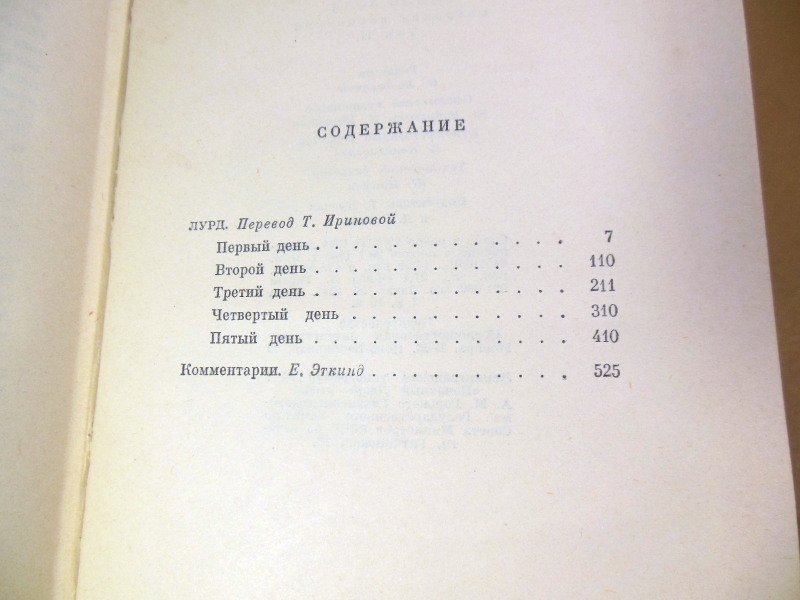 СОДЕРЖАНИЕ
ЛУРД. Перевод Т. Ириновой
Первый день . . . . . . . . . . . . 7
Второй день . . . . . . . . . . . . 110
Третий день . . . . . . . . . . . . 211
Четвертый день . . . . . . . . . . . 310
Пятый день . . . . . . . . . . . . 410
Комментарии. Е. Эткинд . . . . . . . . . 525